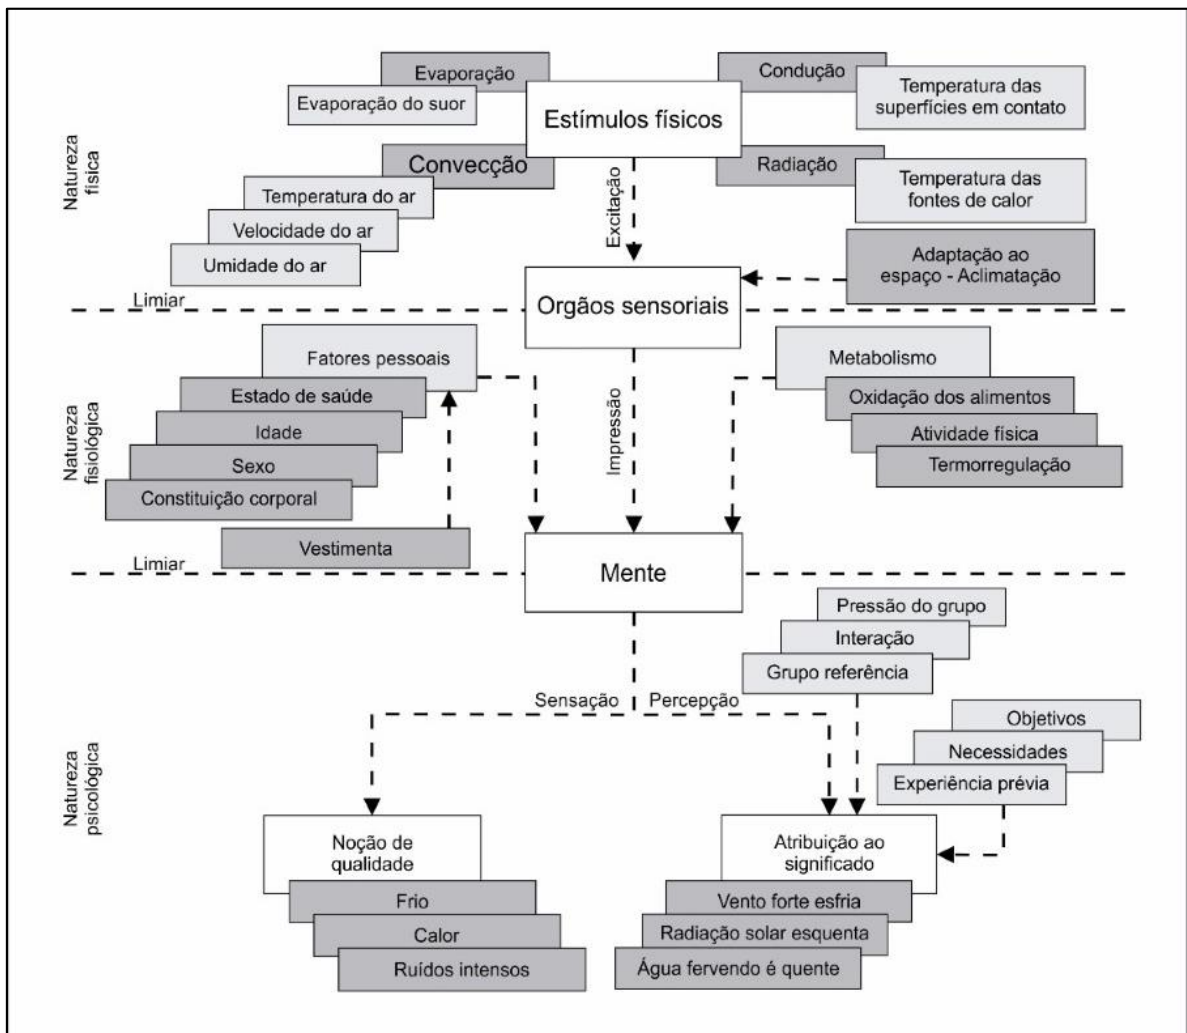 Natureza
física
Evaporação
Evaporação do suor
Estímulos físicos
Condução
Temperatura das
superfícies em contato
Convecção
Temperatura do ar
Velocidade do ar
Umidade do ar
Radiação
Temperatura das
fontes de calor
Excitação
Adaptação ao
espaço - Aclimatação
Limiar
Orgãos sensoriais
Natureza
fisiológica
Fatores pessoais
Estado de saúde
Idade
Sexo
Constituição corporal
Vestimenta
Impressão
Metabolismo
Oxidação dos alimentos
Atividade física
Termorregulação
Limiar
Mente
Natureza
psicológica
Sensação
Percepção
Pressão do grupo
Interação
Grupo referência
Objetivos
Necessidades
Experiência prévia
Noção de
qualidade
Frio
Calor
Ruídos intensos
Atribuição ao
significado
Vento forte esfria
Radiação solar esquenta
Água fervendo é quente